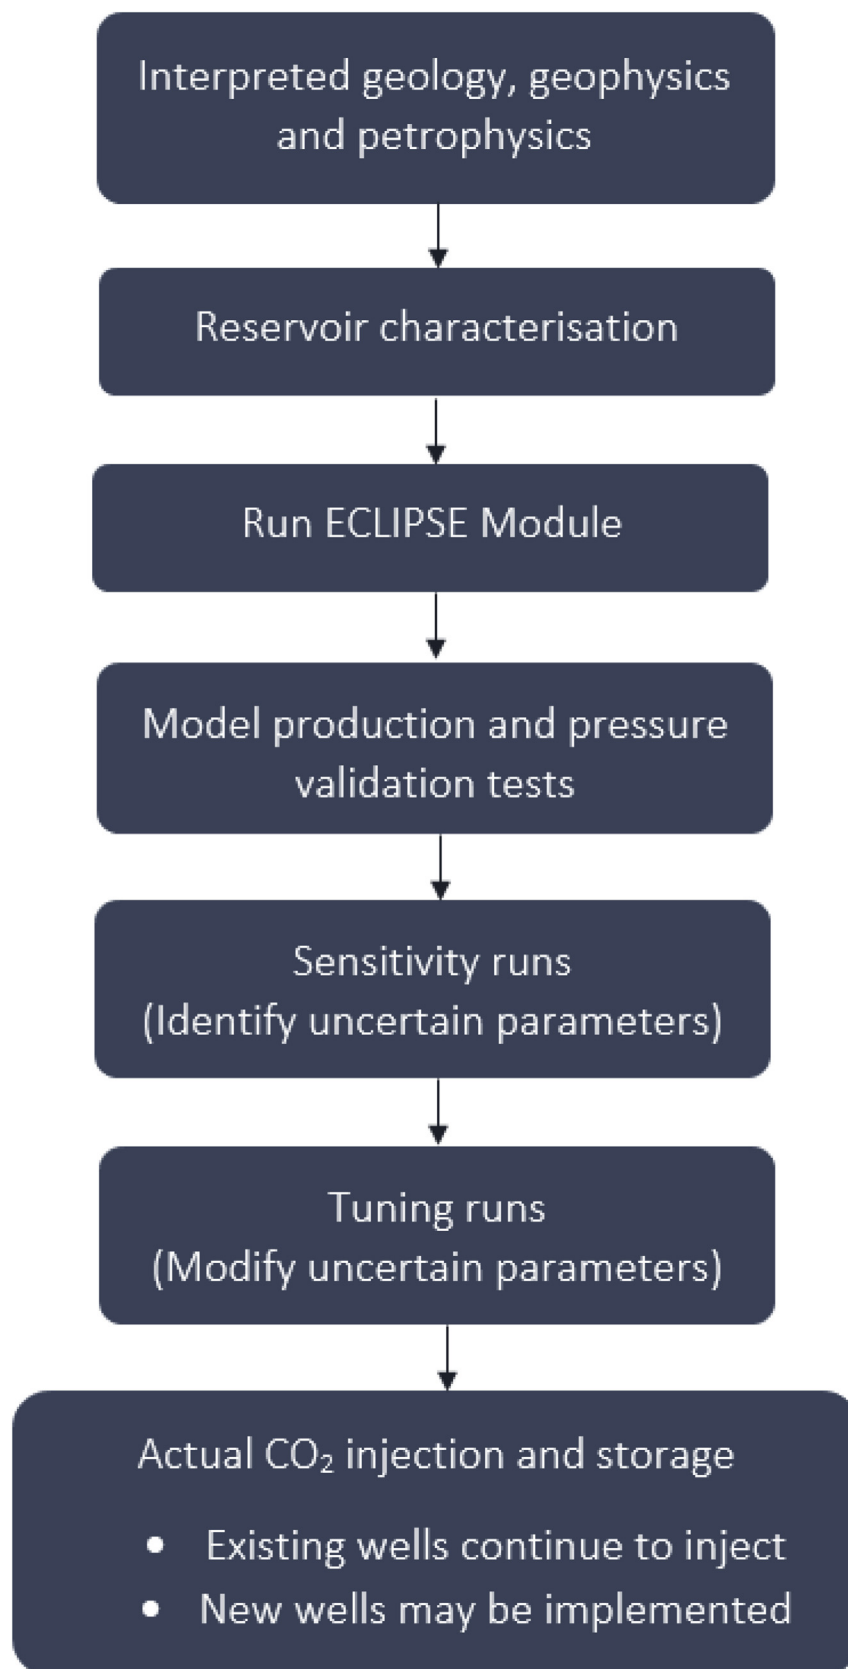 Interpreted geology, geophysics
and petrophysics
Reservoir characterisation
Run ECLIPSE Module
Model production and pressure
validation tests
Sensitivity runs
(Identify uncertain parameters)
Tuning runs
(Modify uncertain parameters)
Actual CO₂ injection and storage
• Existing wells continue to inject
• New wells may be implemented